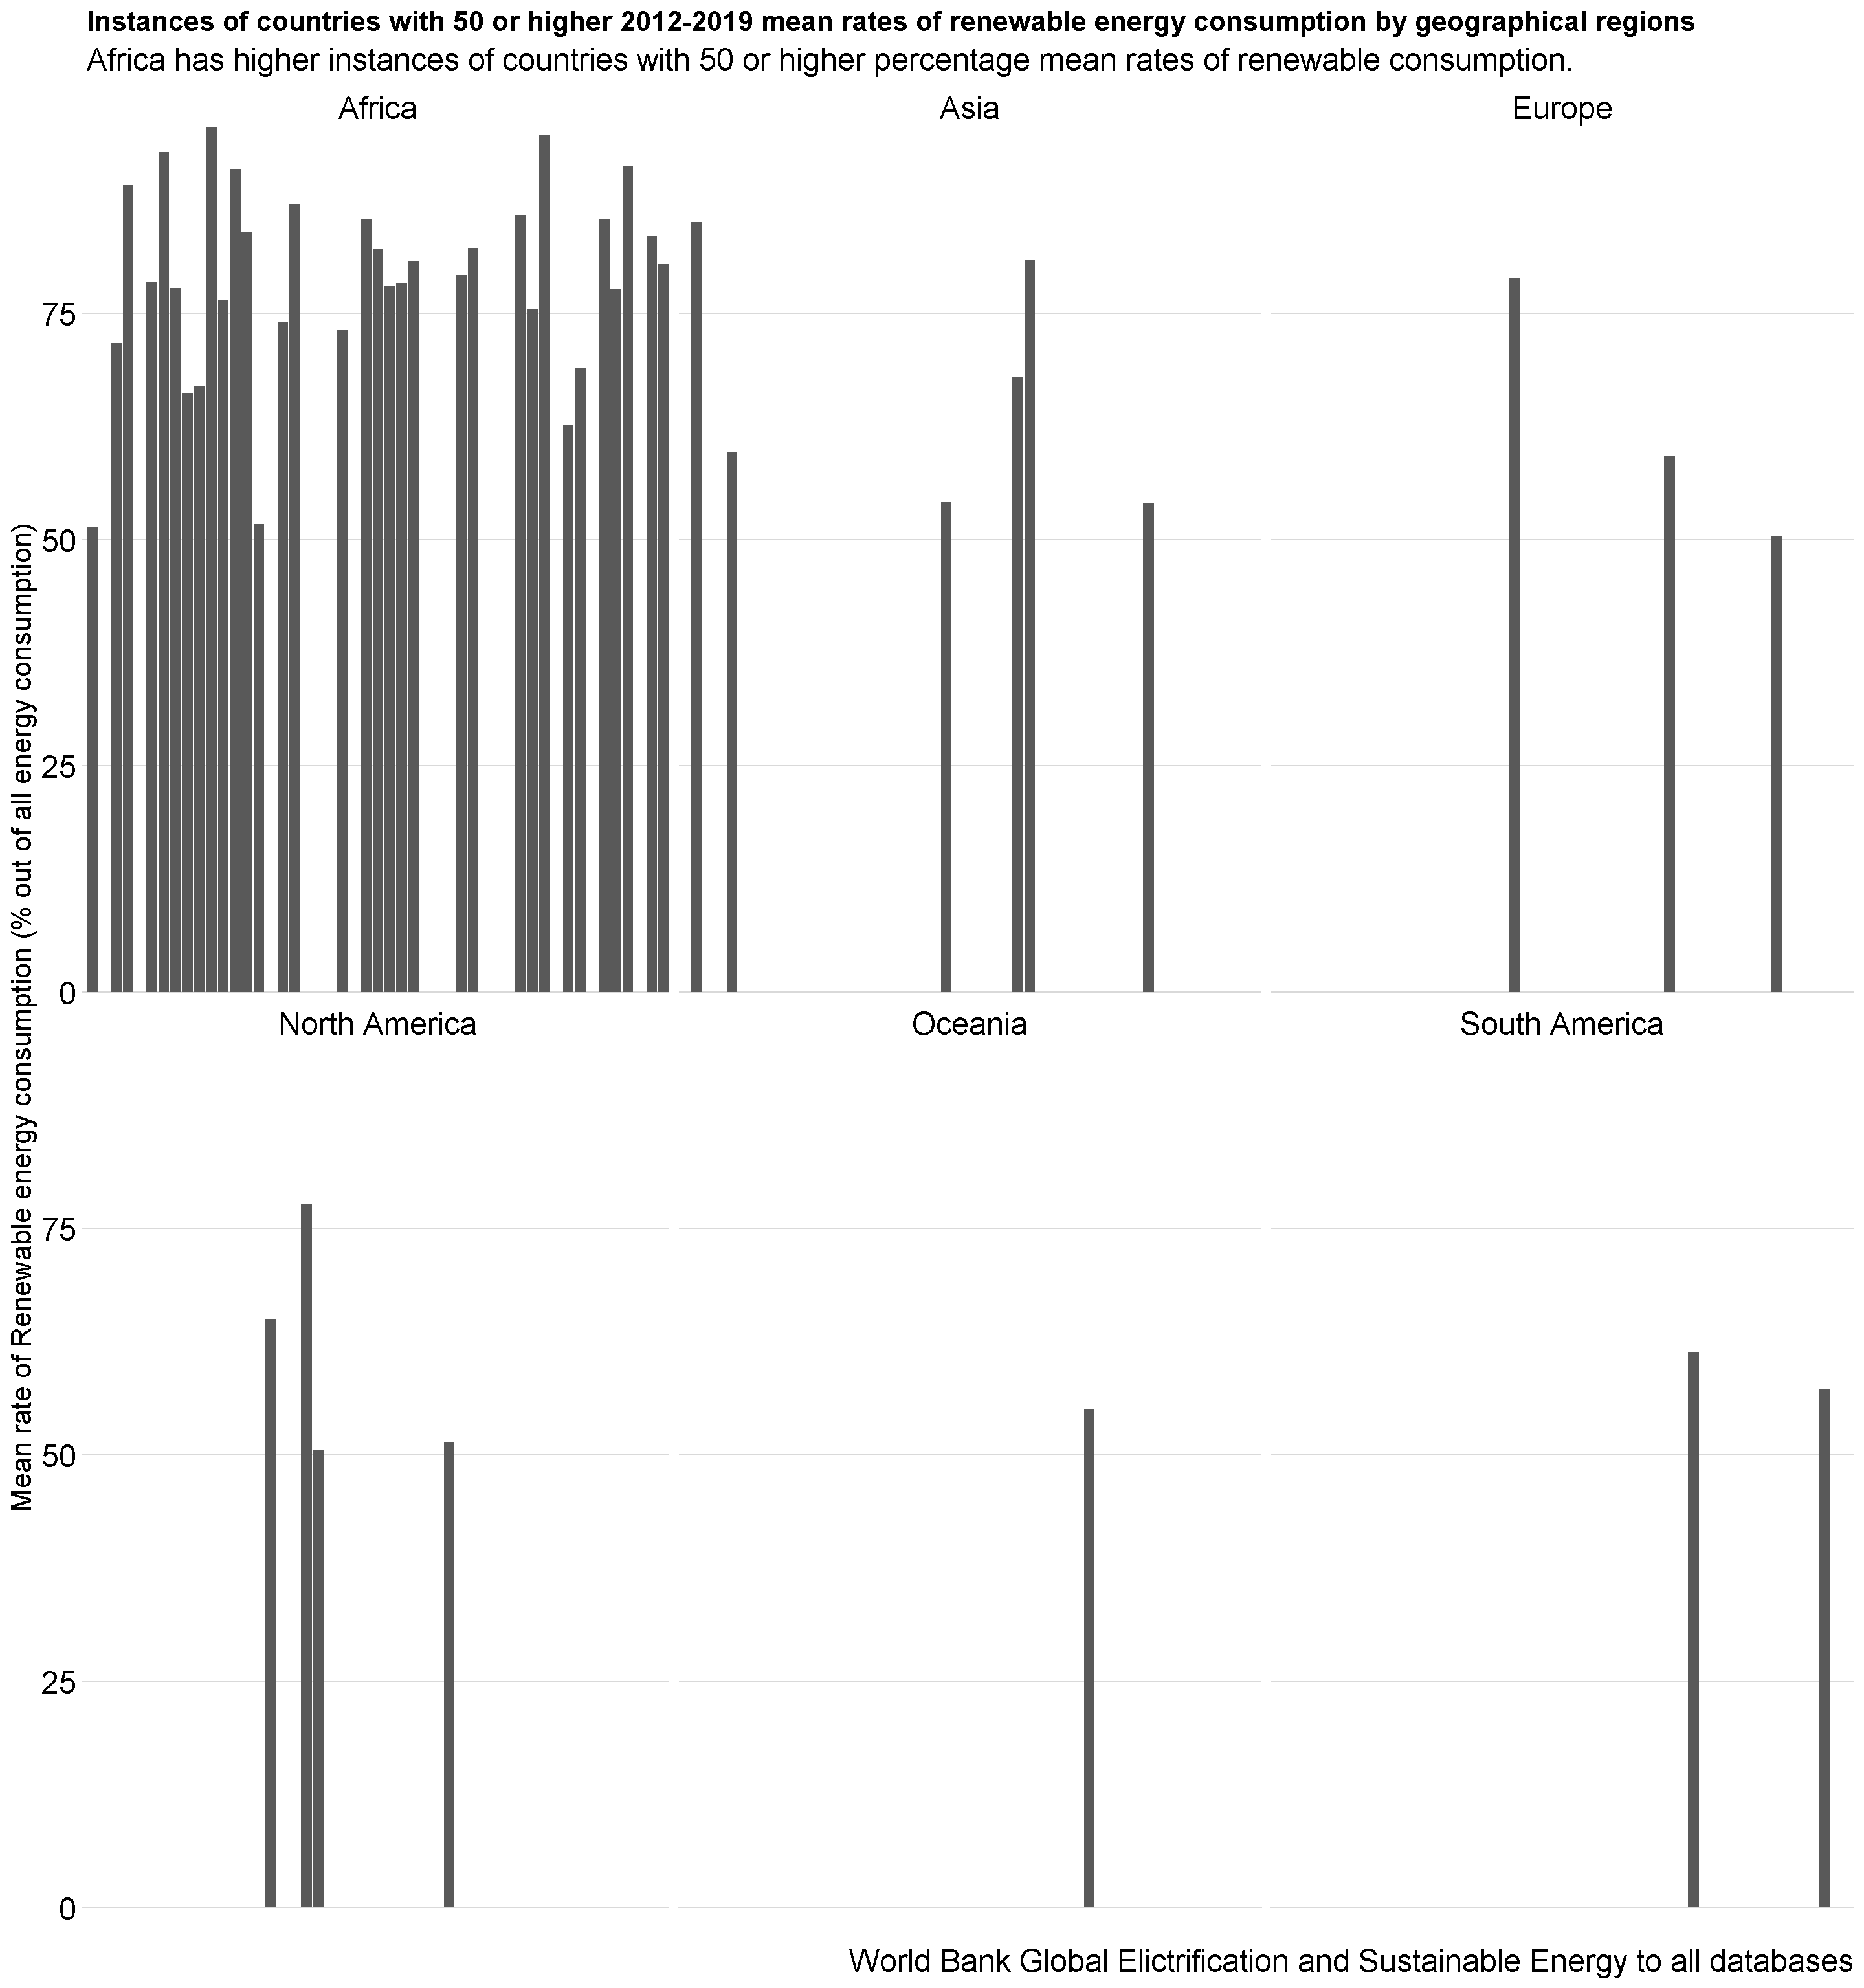 Instances of countries with 50 or higher 2012-2019 mean rates of renewable energy consumption by geographical regions
Africa has higher instances of countries with 50 or higher percentage mean rates of renewable consumption.
Africa
Asia
Europe
75
50
25
0
North America
Oceania
South America
75
50
25
0
Mean rate of Renewable energy consumption (% out of all energy consumption)
World Bank Global Elictrification and Sustainable Energy to all databases